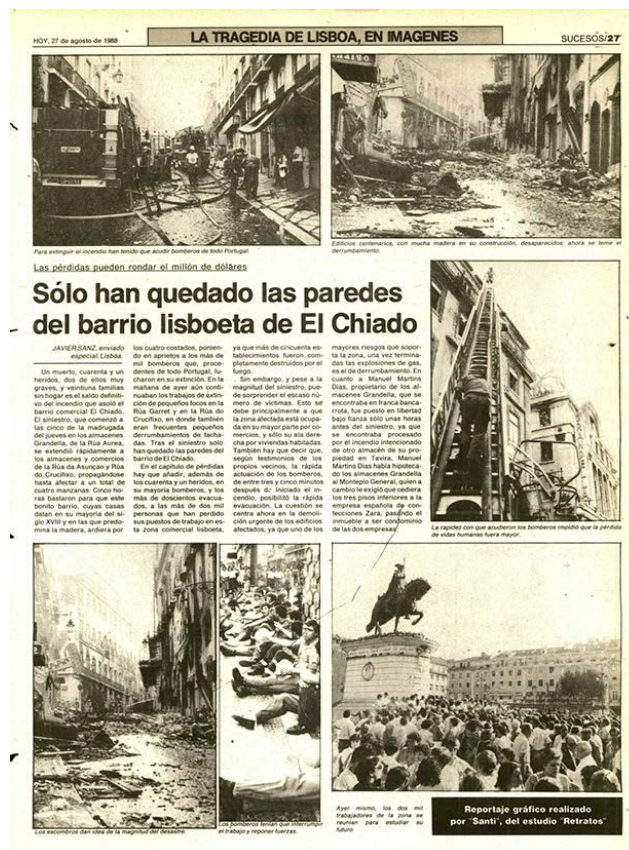 HOY, 27 de agosto de 1988
LA TRAGEDIA DE LISBOA, EN IMAGENES
SUCESOS/27
Para extinguir el incendio han tenido que acudir bomberos de todo Portugal.
Edificios centenarios, con mucha madera en su construcción, desaparecidos: ahora se teme el
derrumbamiento.
Las pérdidas pueden rondar el millón de dólares
Sólo han quedado las paredes
del barrio lisboeta de El Chiado
JAVIER SANZ, enviado
especial. Lisboa.
Un muerto, cuarenta y un
heridos, dos de ellos muy
graves, y veintiuna familias
sin hogar es el saldo definiti-
vo del incendio que asoló el
barrio comercial El Chiado.
El siniestro, que comenzó a
las cinco de la madrugada
del jueves en los almacenes
Grandella, de la Rúa Aurea,
se extendió rápidamente a
los almacenes y comercios
de la Rúa da Asunçao y Rúa
do Crucifixo, propagándose
hasta afectar a un total de
cuatro manzanas. Cinco ho-
ras bastaron para que este
bonito barrio, cuyas casas
datan en su mayoría del si-
glo XVIII y en las que predo-
mina la madera, ardiera por
los cuatro costados, ponien-
do en aprietos a los más de
mil bomberos que, proce-
dentes de todo Portugal, lu-
charon en su extinción. En la
mañana de ayer aún conti-
nuaban los trabajos de extin-
ción de pequeños focos en la
Rúa Garret y en la Rúa do
Crucifixo, en donde también
eran frecuentes pequeños
derrumbamientos de facha-
das. Tras el siniestro sólo
han quedado las paredes del
barrio de El Chiado.
En el capítulo de pérdidas
hay que añadir, además de
los cuarenta y un heridos, en
su mayoría bomberos, y los
más de doscientos evacua-
dos, a las más de dos mil
personas que han perdido
sus puestos de trabajo en es-
ta zona comercial lisboeta,
ya que más de cincuenta es-
tablecimientos fueron com-
pletamente destruidos por el
fuego.
Sin embargo, y pese a la
magnitud del siniestro, pue-
de sorprender el escaso nú-
mero de víctimas. Esto se
debe principalmente a que
la zona afectada está ocupa-
da en su mayor parte por co-
mercios, y sólo su ala dere-
cha por viviendas habitadas.
También hay que decir que,
según testimonios de los
propios vecinos, la rápida
actuación de los bomberos,
de entre tres y cinco minutos
después de iniciado el in-
cendio, posibilitó la rápida
evacuación. La cuestión se
centra ahora en la demoli-
ción urgente de los edificios
afectados, ya que uno de los
mayores riesgos que sopor-
ta la zona, una vez termina-
das las explosiones de gas,
es el de derrumbamiento. En
cuanto a Manuel Martins
Dias, propietario de los al-
macenes Grandella, que se
encontraba en franca banca-
rrota, fue puesto en libertad
bajo fianza sólo unas horas
antes del siniestro, ya que
se encontraba procesado
por el incendio intencionado
de otro almacén de su pro-
piedad en Tavira. Manuel
Martins Dias había hipoteca-
do los almacenes Grandella
al Monteplo General, quien a
cambio le exigió que cediera
los tres pisos inferiores a la
empresa española de con-
fecciones Zara, pasando el
inmueble a ser condominio
de las dos empresas.
La rapidez con que acudieron los bomberos impidió que la pérdida
de vidas humanas fuera mayor.
Los escombros dan idea de la magnitud del desastre.
Los bomberos tenían que interrumpir
el trabajo y reponer fuerzas.
Ayer mismo, los dos mil
trabajadores de la zona se
reunían para estudiar su
futuro.
Reportaje gráfico realizado
por "Santi", del estudio "Retratos"